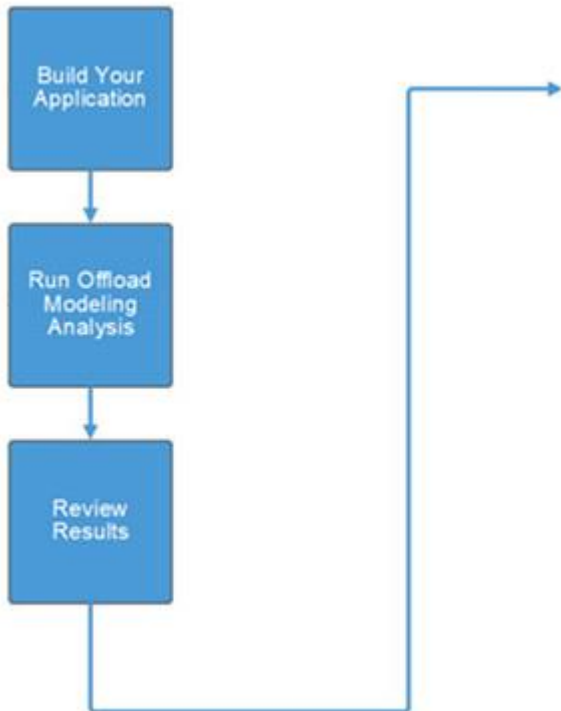 Build Your
Application
Run Offload
Modeling
Analysis
Review
Results